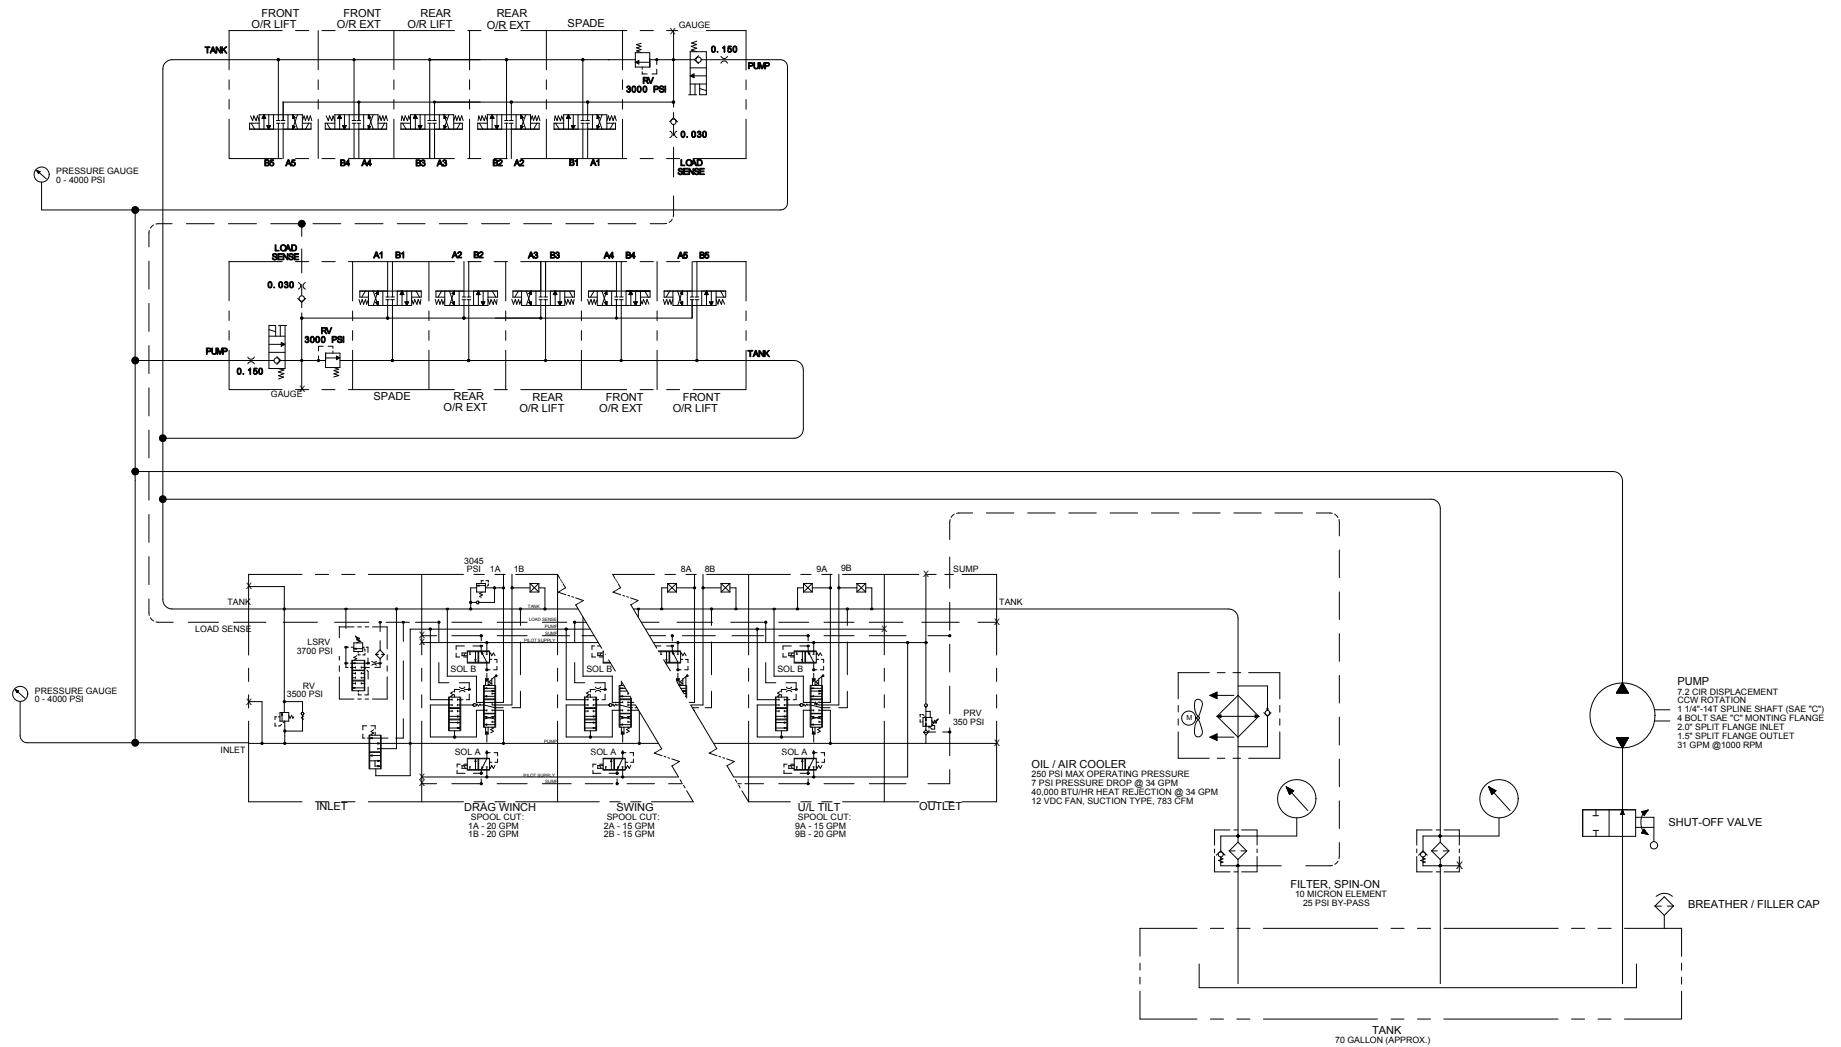 FRONT
O/R LIFT
FRONT
O/R EXT
REAR
O/R LIFT
REAR
O/R EXT
SPADE
GAUGE
TANK
0. 150
PUMP
RV
3000 PSI
0. 030
B5 A5
B4 A4
B3 A3
B2 A2
B1 A1
LOAD
SENSE
PRESSURE GAUGE
0 - 4000 PSI
LOAD
SENSE
A1 B1
A2 B2
A3 B3
A4 B4
A5 B5
0. 030
RV
3000 PSI
PUMP
TANK
0. 150
GAUGE
SPADE
REAR
O/R EXT
REAR
O/R LIFT
FRONT
O/R EXT
FRONT
O/R LIFT
3045
PSI
1A
1B
8A
8B
9A
9B
SUMP
TANK
TANK
TANK
LOAD SENSE
LOAD SENSE
PUMP
SUMP
PILOT SUPPLY
LSRV
3700 PSI
SOL B
SOL B
SOL B
RV
3500 PSI
PRV
350 PSI
PRESSURE GAUGE
0 - 4000 PSI
INLET
PUMP
SOL A
SOL A
SOL A
PILOT SUPPLY
SUMP
INLET
DRAG WINCH
SPOOL CUT:
1A - 20 GPM
1B - 20 GPM
SWING
SPOOL CUT:
2A - 15 GPM
2B - 15 GPM
U/L TILT
SPOOL CUT:
9A - 15 GPM
9B - 20 GPM
OUTLET
M
OIL / AIR COOLER
250 PSI MAX OPERATING PRESSURE
7 PSI PRESSURE DROP @ 34 GPM
40,000 BTU/HR HEAT REJECTION @ 34 GPM
12 VDC FAN, SUCTION TYPE, 783 CFM
PUMP
7.2 CIR DISPLACEMENT
CCW ROTATION
1 1/4"-14T SPLINE SHAFT (SAE "C")
4 BOLT SAE "C" MONTING FLANGE
2.0" SPLIT FLANGE INLET
1.5" SPLIT FLANGE OUTLET
31 GPM @1000 RPM
SHUT-OFF VALVE
FILTER, SPIN-ON
10 MICRON ELEMENT
25 PSI BY-PASS
BREATHER / FILLER CAP
TANK
70 GALLON (APPROX.)